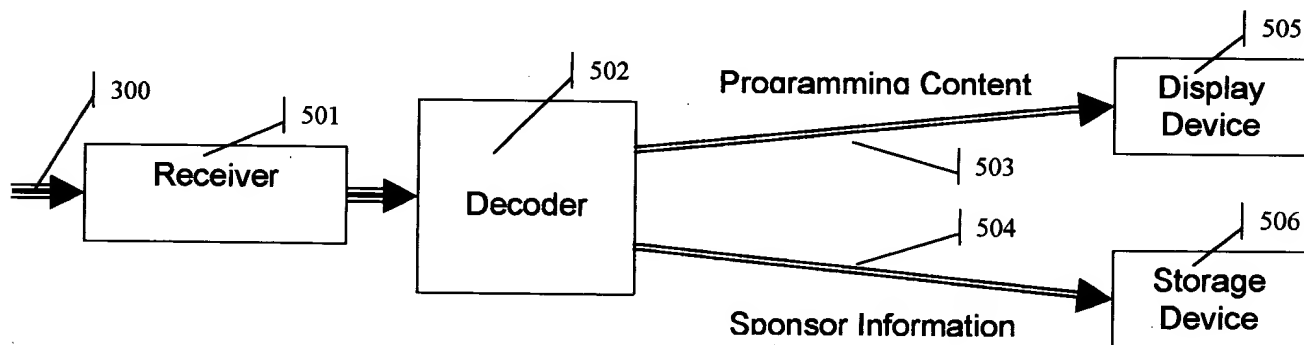 505
502
Programming Content
Display
Device
300
501
Receiver
503
Decoder
504
506
Storage
Device
Sponsor Information